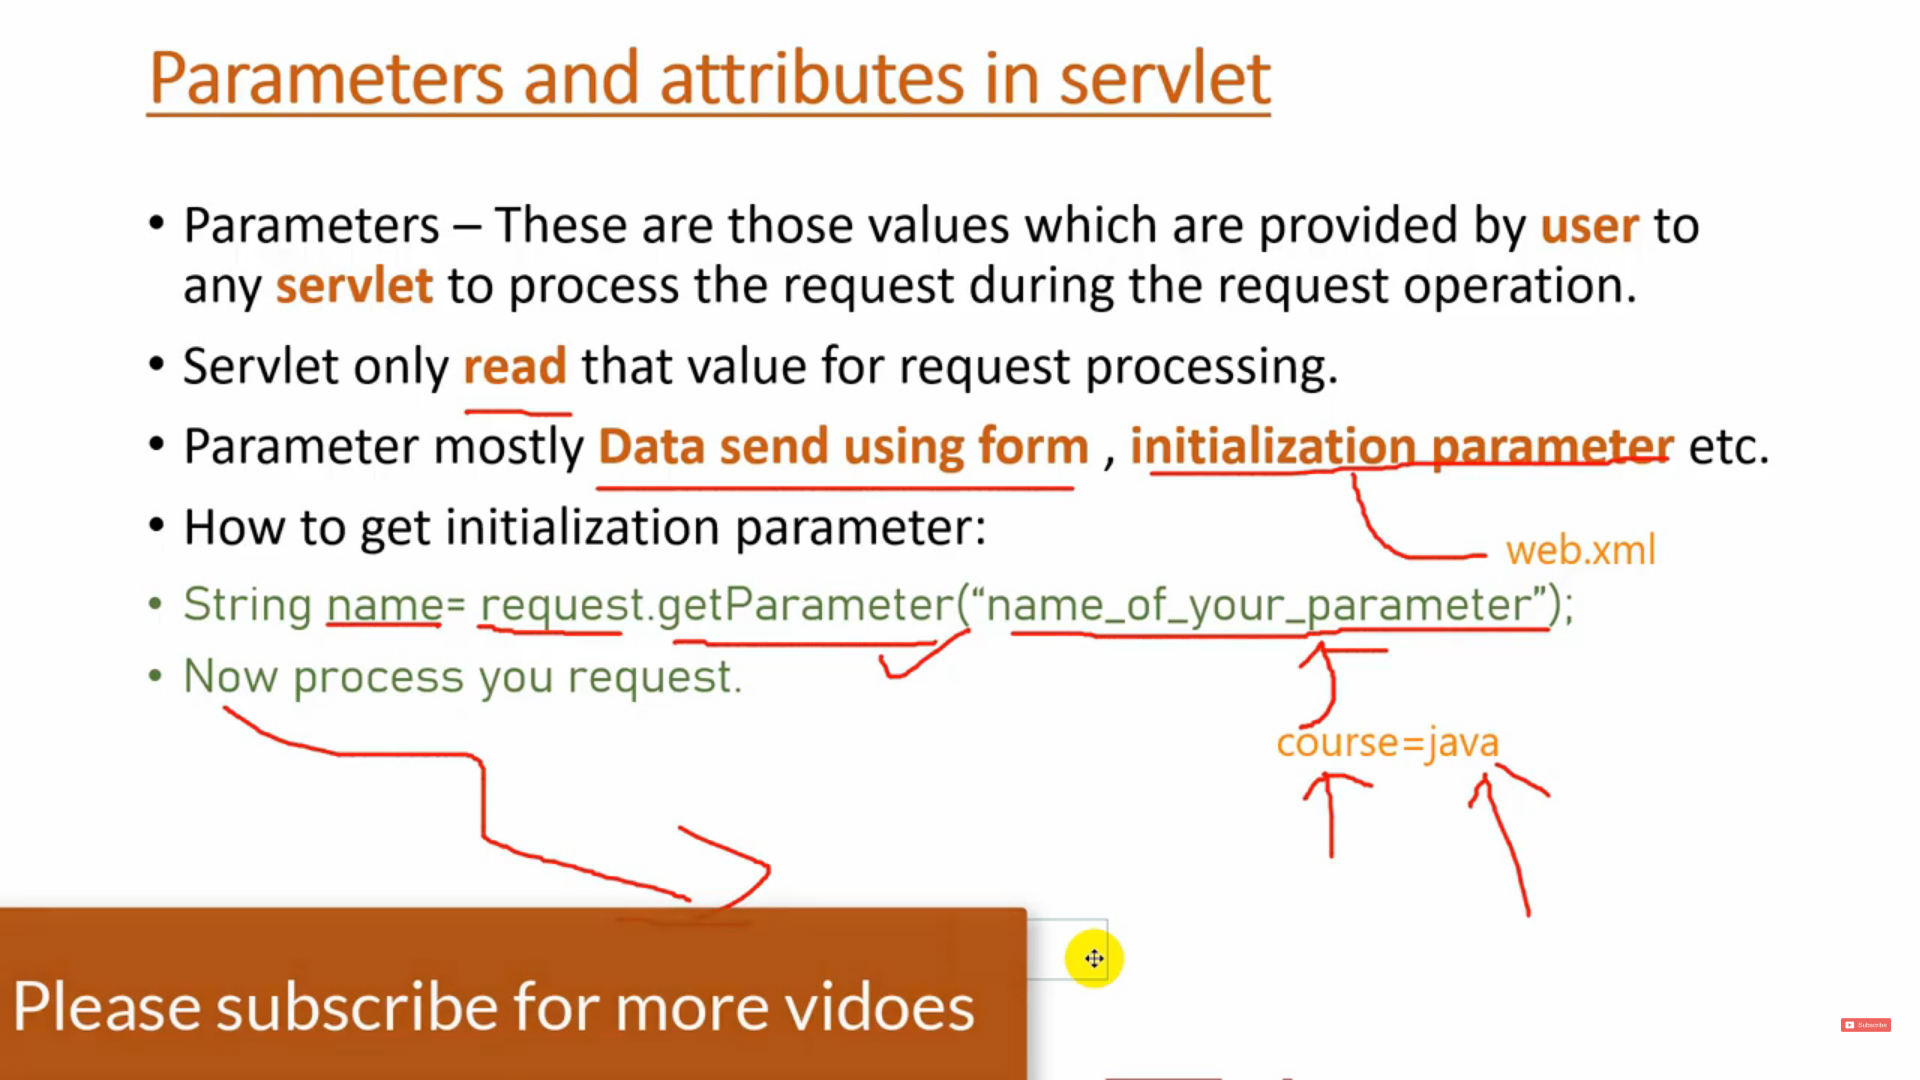 Parameters and attributes in servlet
• Parameters – These are those values which are provided by user to
any servlet to process the request during the request operation.
• Servlet only read that value for request processing.
• Parameter mostly Data send using form , initialization parameter etc.
• How to get initialization parameter:
web.xml
• String name= request.getParameter(“name_of_your_parameter”);
• Now process you request.
course=java
Please subscribe for more vidoes
Subscribe